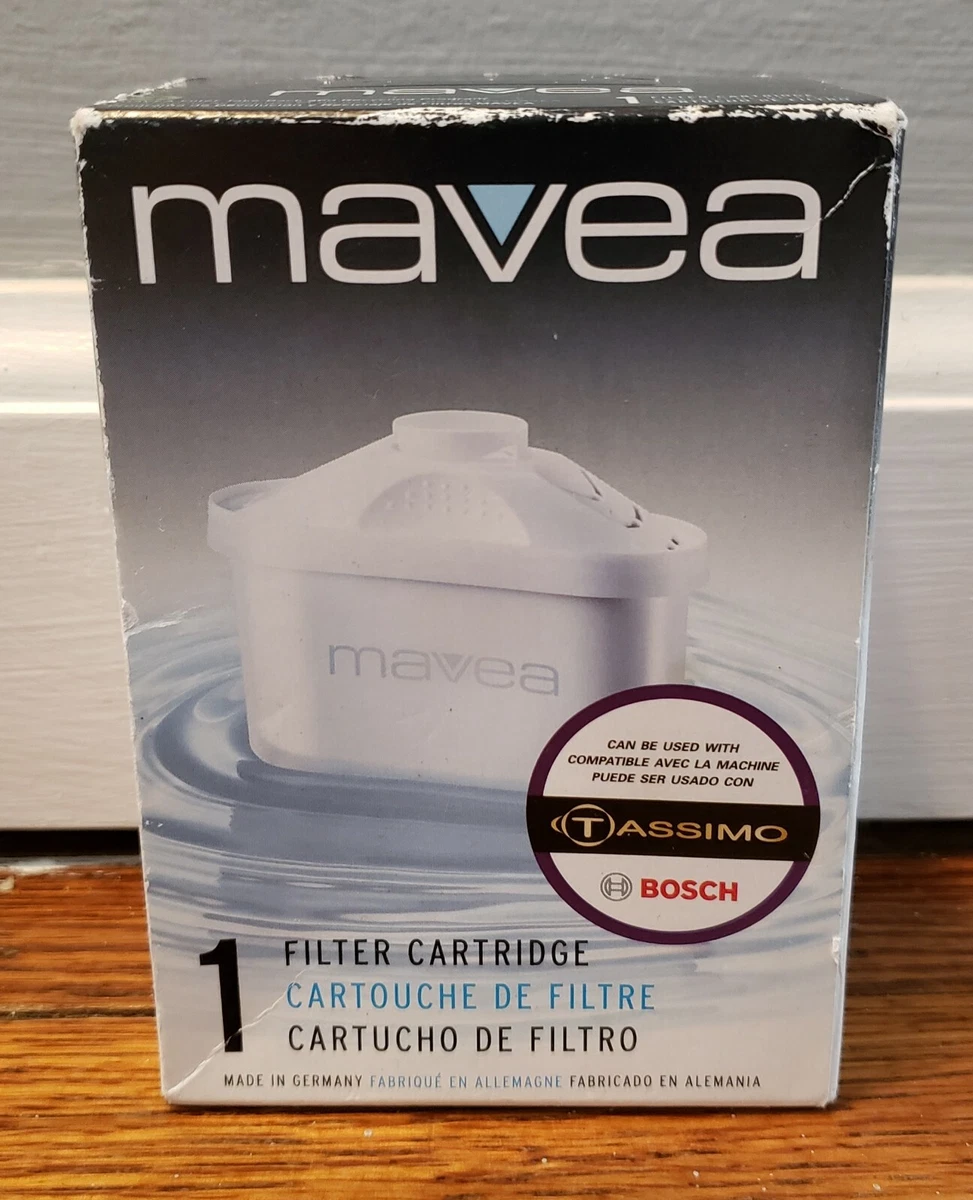 mavea
mavea
mavea
CAN BE USED WITH
COMPATIBLE AVEC LA MACHINE
PUEDE SER USADO CON
TASSIMO
BOSCH
1
FILTER CARTRIDGE
CARTOUCHE DE FILTRE
CARTUCHO DE FILTRO
MADE IN GERMANY FABRIQUÉ EN ALLEMAGNE FABRICADO EN ALEMANIA